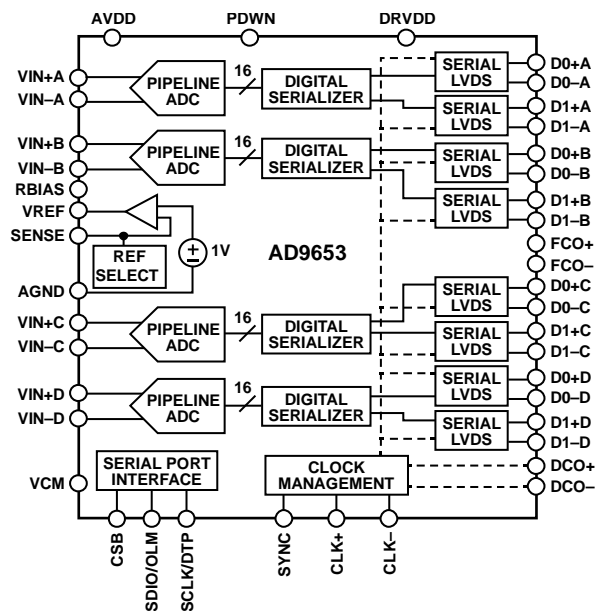 AVDD PDWN DRVDD
VIN+A
VIN–A
PIPELINE
ADC
16
DIGITAL
SERIALIZER
SERIAL
LVDS
D0+A
D0–A
SERIAL
LVDS
D1+A
D1–A
VIN+B
VIN–B
PIPELINE
ADC
16
DIGITAL
SERIALIZER
SERIAL
LVDS
D0+B
D0–B
SERIAL
LVDS
D1+B
D1–B
RBIAS
VREF
SENSE
REF
SELECT
1V
AGND
AD9653
FCO+
FCO–
VIN+C
VIN–C
PIPELINE
ADC
16
DIGITAL
SERIALIZER
SERIAL
LVDS
D0+C
D0–C
SERIAL
LVDS
D1+C
D1–C
VIN+D
VIN–D
PIPELINE
ADC
16
DIGITAL
SERIALIZER
SERIAL
LVDS
D0+D
D0–D
SERIAL
LVDS
D1+D
D1–D
VCM
SERIAL PORT
INTERFACE
CLOCK
MANAGEMENT
DCO+
DCO–
CSB
SDIO/OLM
SCLK/DTP
SYNC
CLK+
CLK–